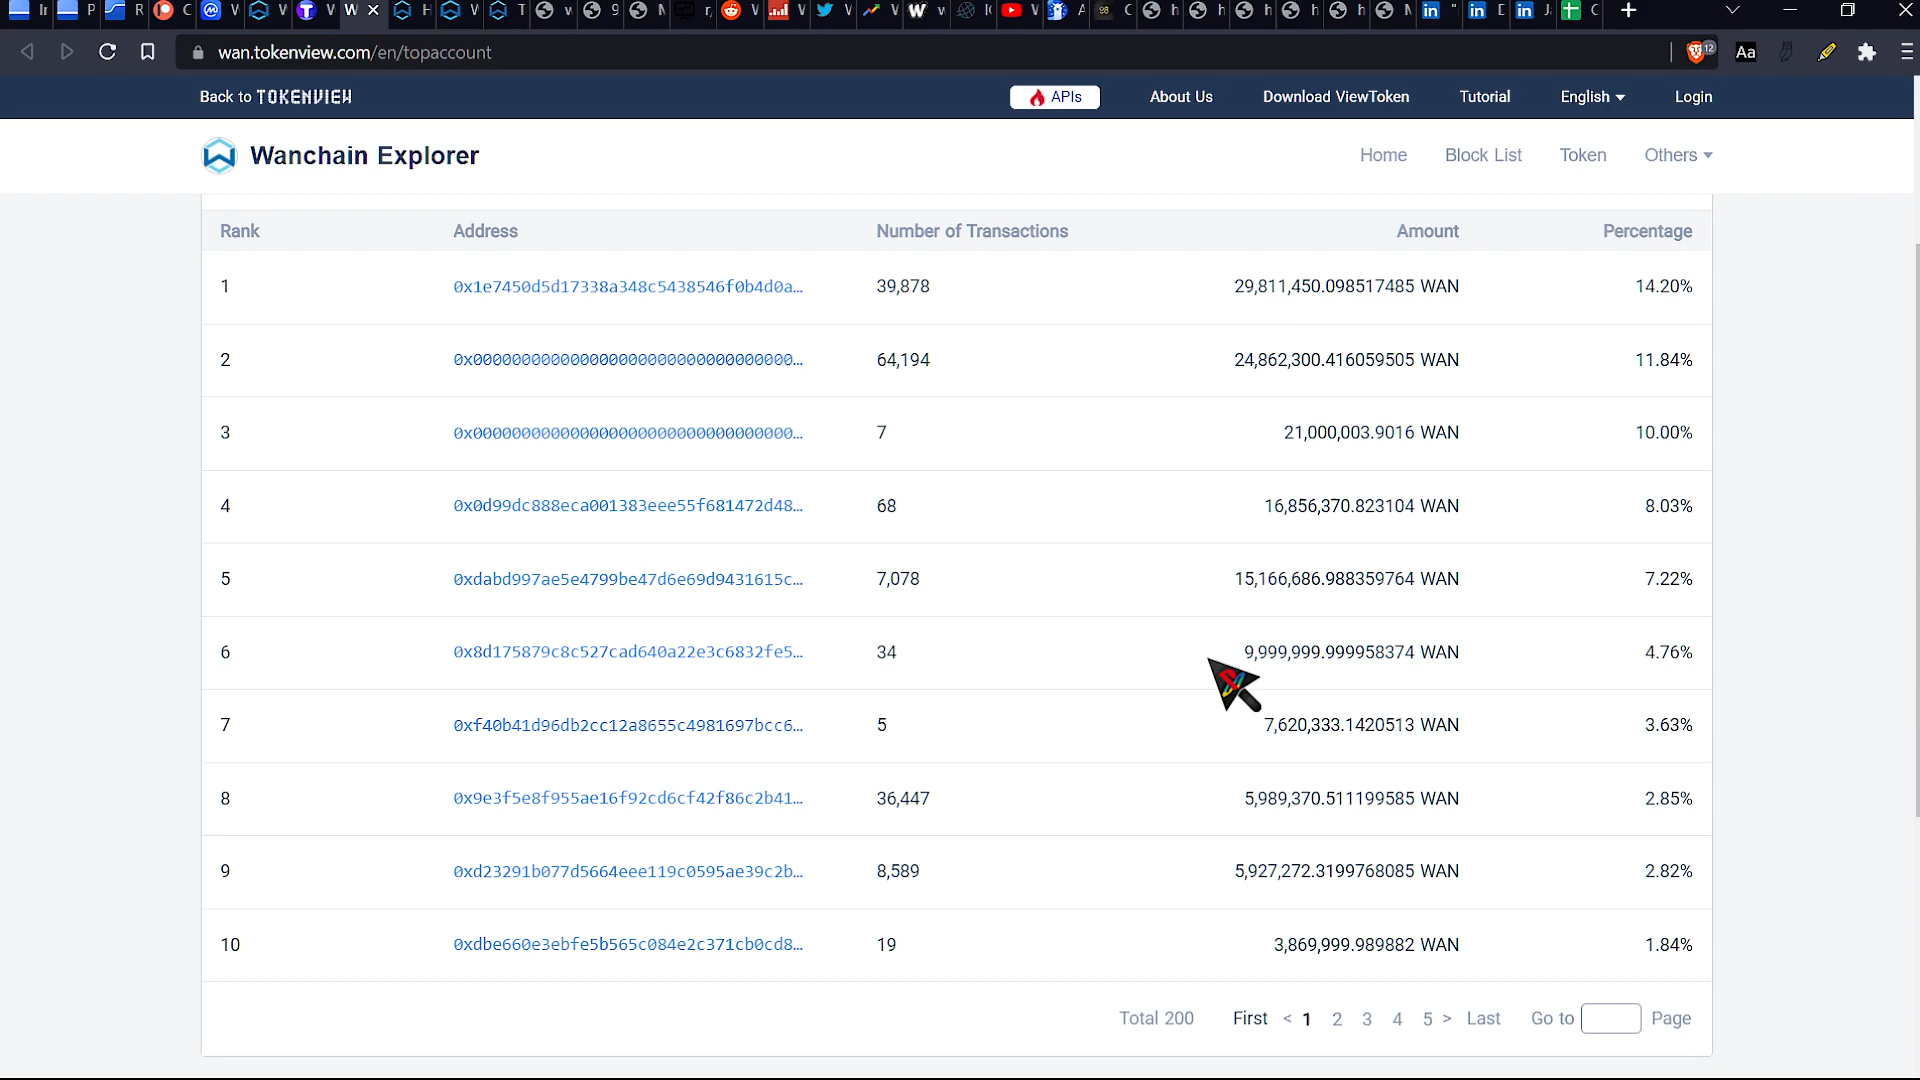 wan.tokenview.com/en/topaccount
12
Aa
Back to TOKENVIEW
APIs
About Us
Download ViewToken
Tutorial
English
Login
Wanchain Explorer
Home
Block List
Token
Others
Rank Address Number of Transactions Amount Percentage
1 0x1e7450d5d17338a348c5438546f0b4d0a... 39,878 29,811,450.098517485 WAN 14.20%
2 0x000000000000000000000000000000000... 64,194 24,862,300.416059505 WAN 11.84%
3 0x000000000000000000000000000000000... 7 21,000,003.9016 WAN 10.00%
4 0x0d99dc888eca001383eee55f681472d48... 68 16,856,370.823104 WAN 8.03%
5 0xdabd997ae5e4799be47d6e69d9431615c... 7,078 15,166,686.988359764 WAN 7.22%
6 0x8d175879c8c527cad640a22e3c6832fe5... 34 9,999,999.999958374 WAN 4.76%
7 0xf40b41d96db2cc12a8655c4981697bcc6... 5 7,620,333.1420513 WAN 3.63%
8 0x9e3f5e8f955ae16f92cd6cf42f86c2b41... 36,447 5,989,370.511199585 WAN 2.85%
9 0xd23291b077d5664eee119c0595ae39c2b... 8,589 5,927,272.3199768085 WAN 2.82%
10 0xdbe660e3ebfe5b565c084e2c371cb0cd8... 19 3,869,999.989882 WAN 1.84%
Total 200 First < 1 2 3 4 5 > Last Go to Page